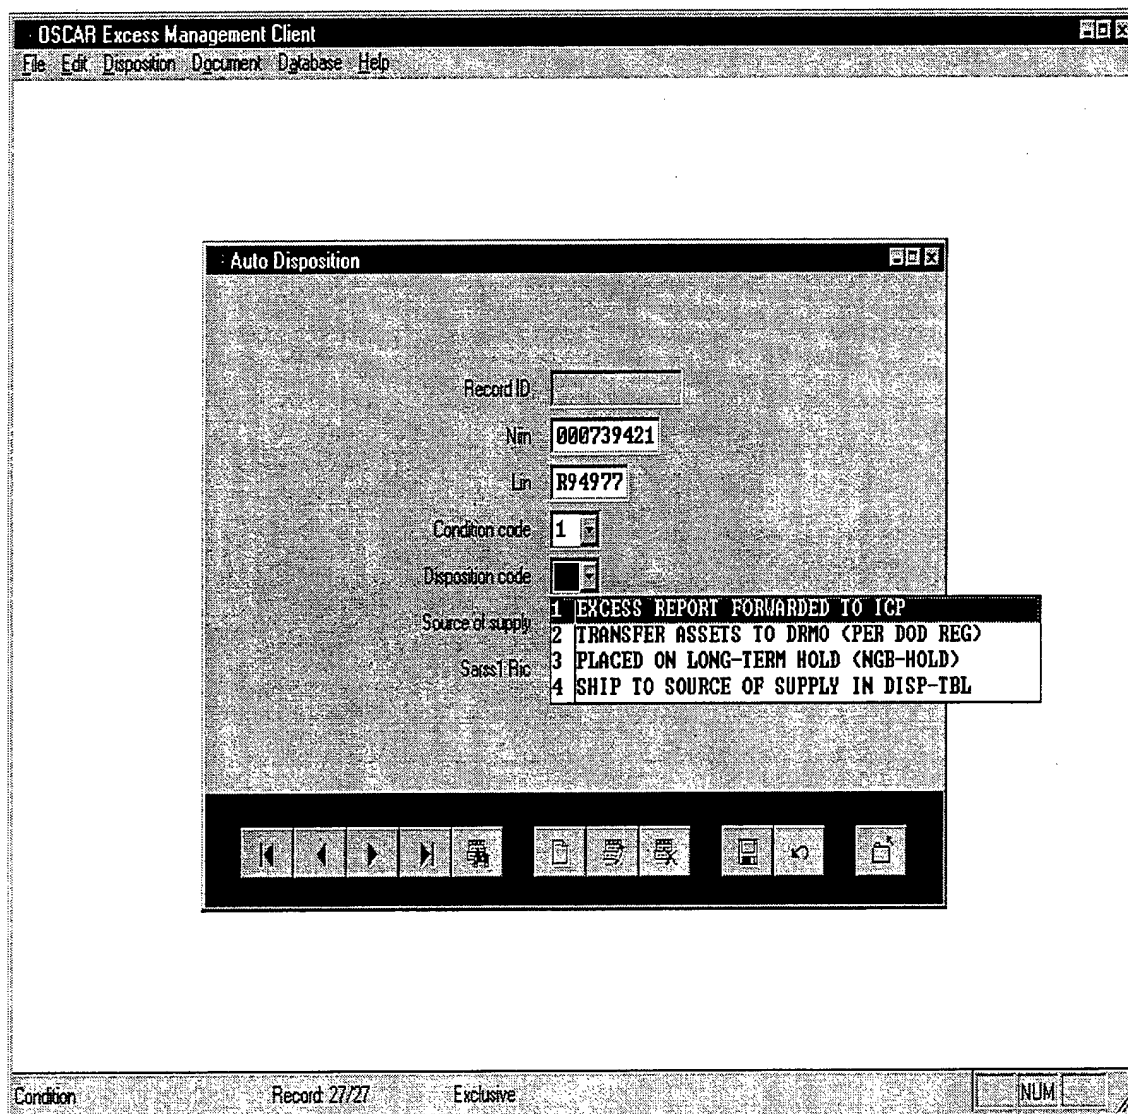 OSCAR Excess Management Client
File Edit Disposition Document Database Help
Auto Disposition
Record ID
Niin 000739421
Lin R94977
Condition code 1
Disposition code
1 EXCESS REPORT FORWARDED TO ICP
Source of supply
2 TRANSFER ASSETS TO DRMO (PER DOD REG)
3 PLACED ON LONG-TERM HOLD (NGB-HOLD)
Sarss1 Ric
4 SHIP TO SOURCE OF SUPPLY IN DISP-TBL
Condition Record: 27/27 Exclusive NUM